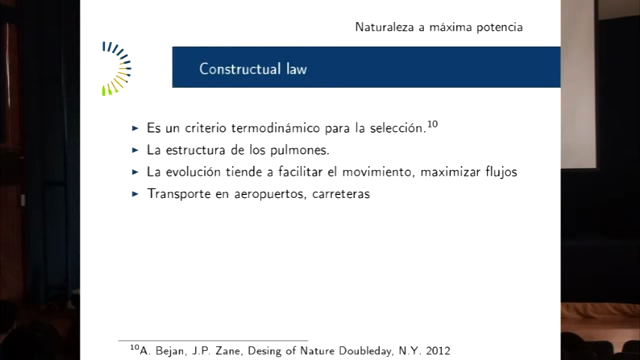 Naturaleza a máxima potencia
Constructual law
► Es un criterio termodinámico para la selección.¹⁰
► La estructura de los pulmones.
► La evolución tiende a facilitar el movimiento, maximizar flujos
► Transporte en aeropuertos, carreteras
¹⁰A. Bejan, J.P. Zane, Desing of Nature Doubleday, N.Y. 2012